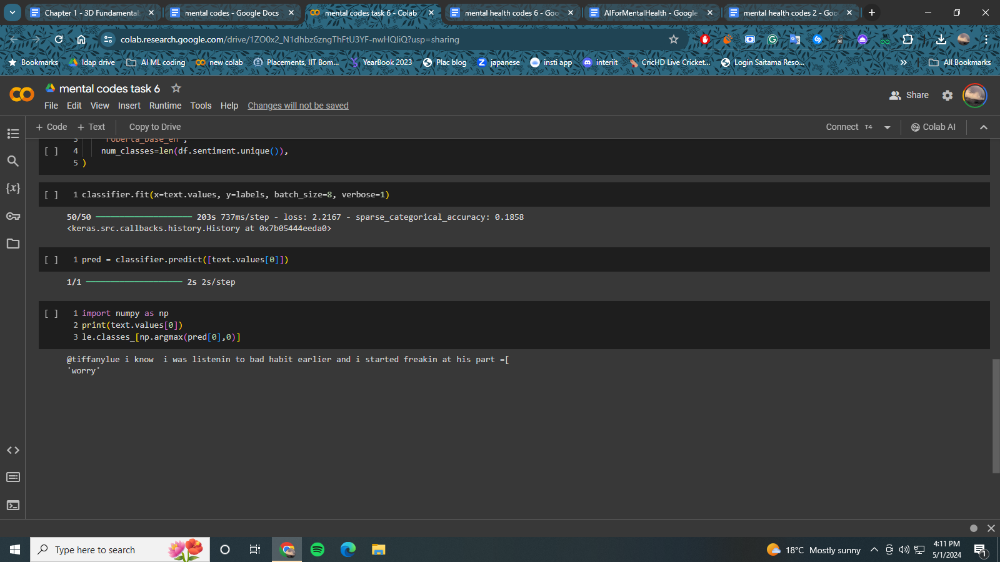 Chapter 1 - 3D Fundamental
mental codes - Google Docs
mental codes task 6 - Colab
mental health codes 6 - Goo
AIForMentalHealth - Google
mental health codes 2 - Goo
colab.research.google.com/drive/1ZO0x2_N1dhbz6zngThFtU3YF-nwHQIiQ?usp=sharing
Bookmarks
ldap drive
AI ML coding
new colab
Placements, IIT Bom...
YearBook 2023
Plac blog
japanese
insti app
interiit
CricHD Live Cricket...
Login Saitama Reso...
»
All Bookmarks
mental codes task 6
File Edit View Insert Runtime Tools Help Changes will not be saved
Share
+ Code + Text Copy to Drive
Connect T4
Colab AI
3 "roberta_base_en",
[ ] 4 num_classes=len(df.sentiment.unique()),
5 )
[ ] 1 classifier.fit(x=text.values, y=labels, batch_size=8, verbose=1)
50/50 ━━━━━━━━━━━━━━━━━━━━ 203s 737ms/step - loss: 2.2167 - sparse_categorical_accuracy: 0.1858
<keras.src.callbacks.history.History at 0x7b05444eeda0>
[ ] 1 pred = classifier.predict([text.values[0]])
1/1 ━━━━━━━━━━━━━━━━━━━━ 2s 2s/step
[ ] 1 import numpy as np
2 print(text.values[0])
3 le.classes_[np.argmax(pred[0],0)]
@tiffanylue i know  i was listenin to bad habit earlier and i started freakin at his part =[
'worry'
{x}
<>
Type here to search
18°C Mostly sunny
4:11 PM
5/1/2024
1